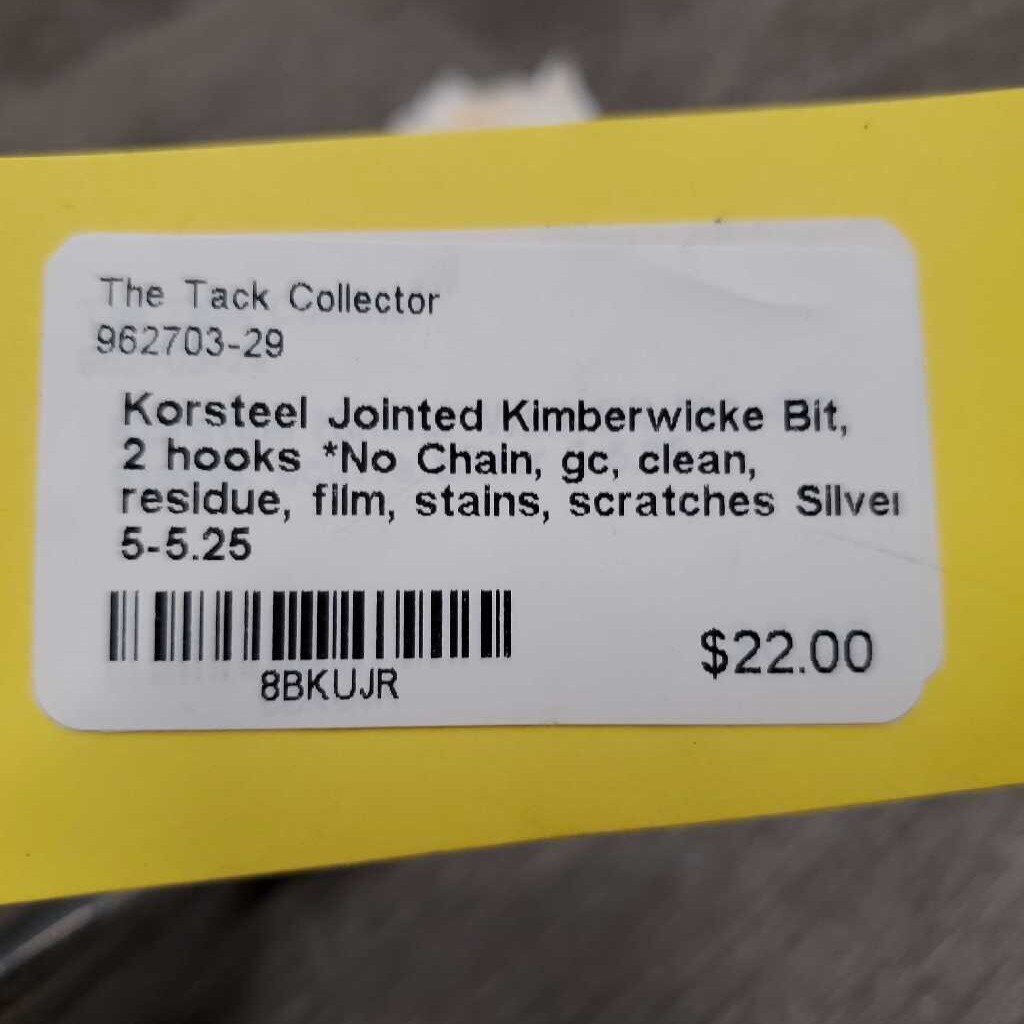 The Tack Collector
962703-29
Korsteel Jointed Kimberwicke Bit,
2 hooks *No Chain, gc, clean,
residue, film, stains, scratches Silver
5-5.25
8BKUJR
$22.00